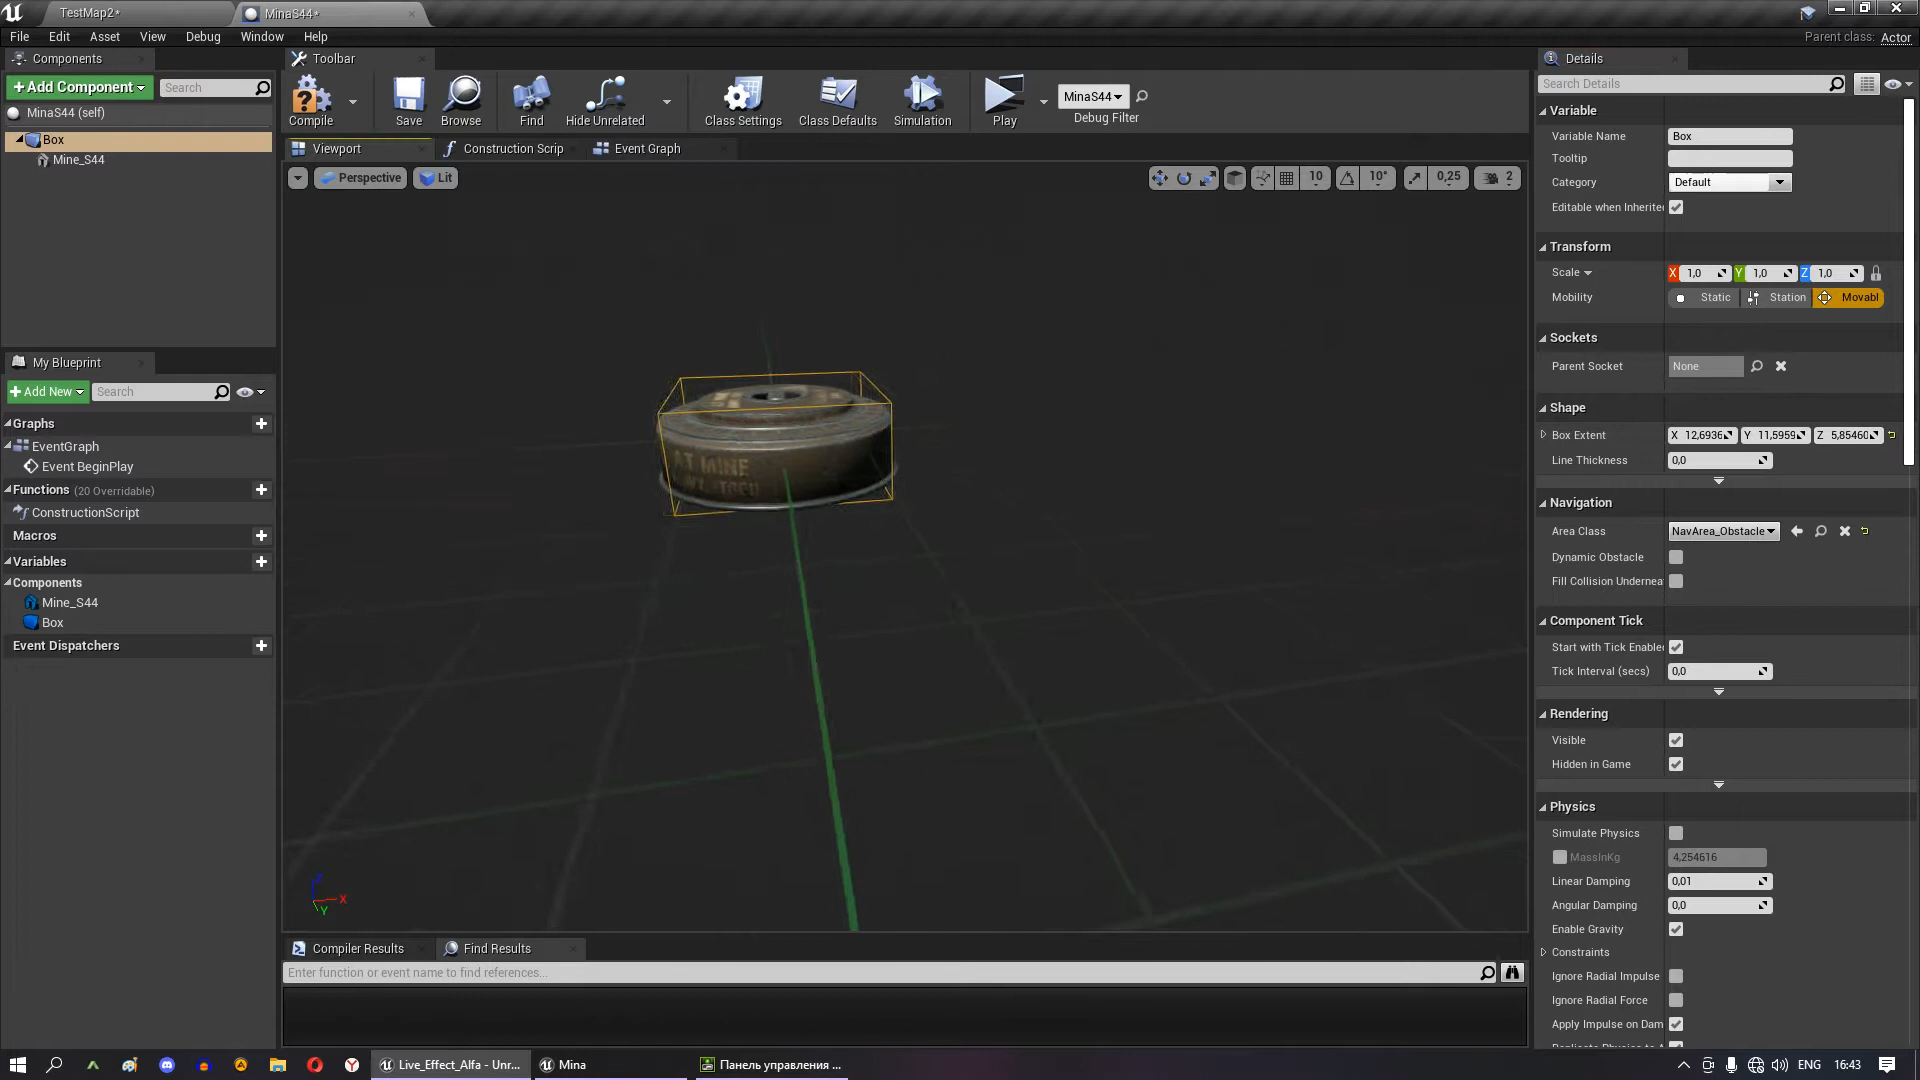 TestMap2*
MinaS44*
File Edit Asset View Debug Window Help
Parent class: Actor
Components
+Add Component
Search
MinaS44 (self)
Box
Mine_S44
Toolbar
Compile
Save
Browse
Find
Hide Unrelated
Class Settings
Class Defaults
Simulation
Play
MinaS44
Debug Filter
Viewport
Construction Scrip
Event Graph
Perspective
Lit
10
10°
0,25
2
AT MINE
My Blueprint
+Add New
Search
Graphs
EventGraph
Event BeginPlay
Functions (20 Overridable)
ConstructionScript
Macros
Variables
Components
Mine_S44
Box
Event Dispatchers
Z
X
Y
Compiler Results
Find Results
Enter function or event name to find references...
Details
Search Details
Variable
Variable Name Box
Tooltip
Category Default
Editable when Inherite
Transform
Scale X 1,0 Y 1,0 Z 1,0
Mobility Static Station Movabl
Sockets
Parent Socket None
Shape
Box Extent X 12,6936 Y 11,5959 Z 5,85460
Line Thickness 0,0
Navigation
Area Class NavArea_Obstacle
Dynamic Obstacle
Fill Collision Undernea
Component Tick
Start with Tick Enable
Tick Interval (secs) 0,0
Rendering
Visible
Hidden in Game
Physics
Simulate Physics
MassInKg 4,254616
Linear Damping 0,01
Angular Damping 0,0
Enable Gravity
Constraints
Ignore Radial Impulse
Ignore Radial Force
Apply Impulse on Dam
Live_Effect_Alfa - Unr...
Mina
Панель управления ...
ENG
16:43